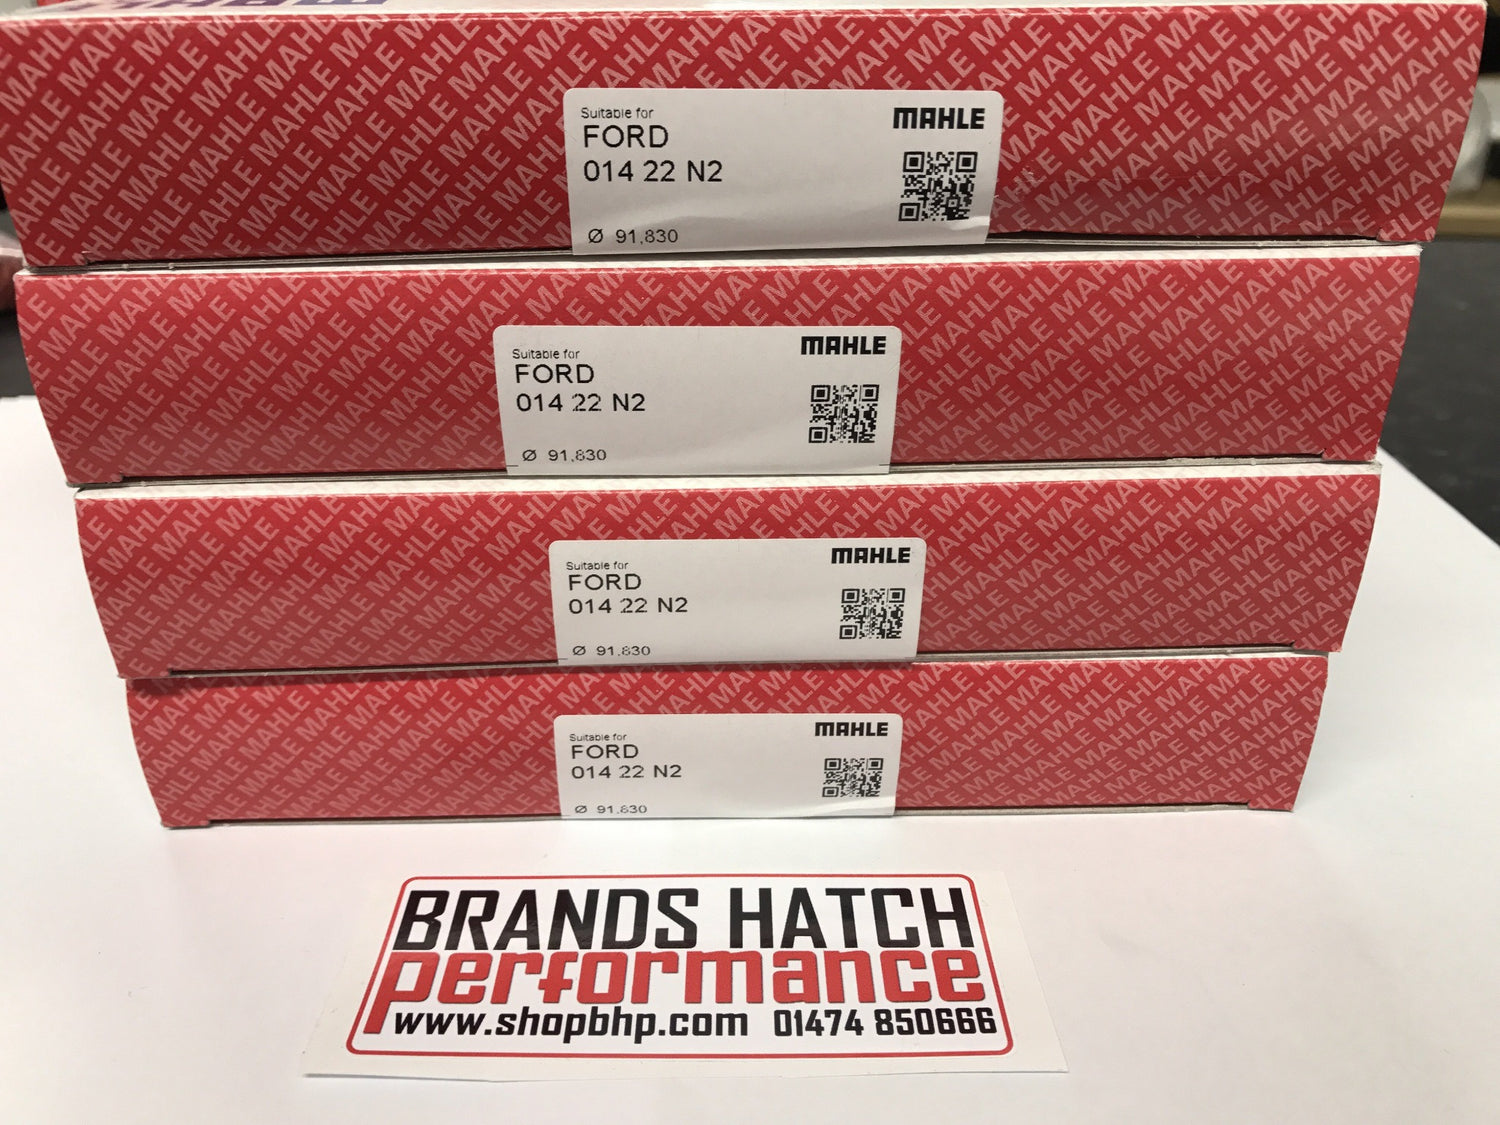 Suitable for
FORD
014 22 N2
Ø 91,830
MAHLE
Suitable for
FORD
014 22 N2
Ø 91,830
MAHLE
Suitable for
FORD
014 22 N2
Ø 91,830
MAHLE
Suitable for
FORD
014 22 N2
Ø 91,830
MAHLE
BRANDS HATCH
performance
www.shopbhp.com 01474 850666